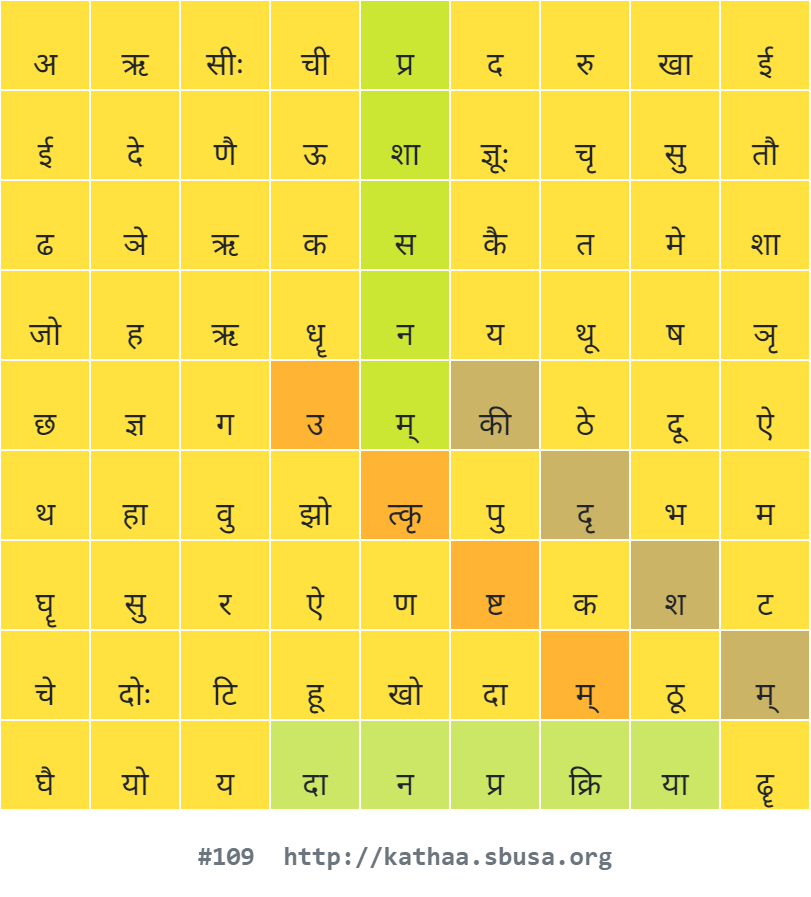 अ ऋ सीः ची प्र द रु खा ई
ई दे णै ऊ शा ज्ञूः चृ सु तौ
ढ ञे ऋ क स कै त मे शा
जो ह ऋ धॄ न य थू ष ञृ
छ ज्ञ ग उ म् की ठे दू ऐ
थ हा वु झो त्कृ पु दृ भ म
घॄ सु र ऐ ण ष्ट क श ट
चे दोः टि हू खो दा म् ठू म्
घै यो य दा न प्र क्रि या ढॄ
#109 http://kathaa.sbusa.org